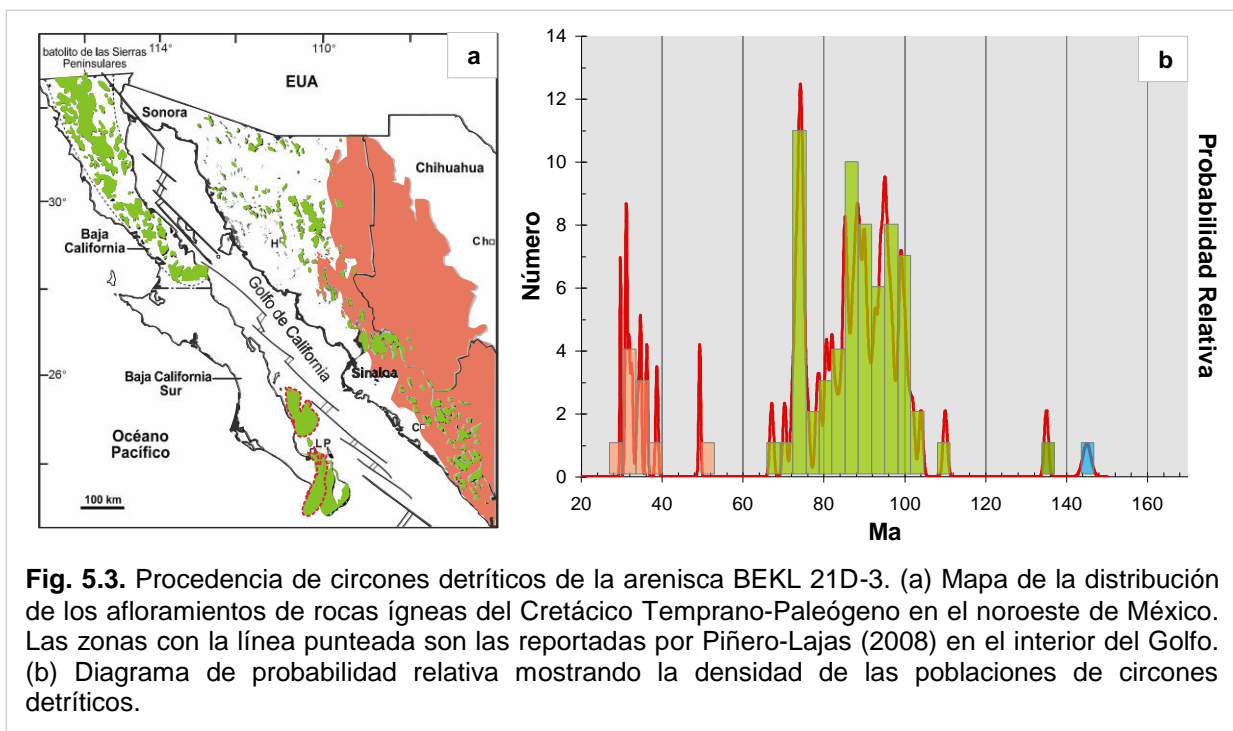 batolito de las Sierras
Peninsulares
114°
110°
a
EUA
Sonora
Chihuahua
30°
Baja
California
H
Ch
Golfo de California
26°
Baja California
Sur
Sinaloa
C
Océano
Pacífico
LP
100 km
b
14
12
10
8
6
4
2
0
Número
Probabilidad Relativa
20 40 60 80 100 120 140 160
Ma
Fig. 5.3. Procedencia de circones detríticos de la arenisca BEKL 21D-3. (a) Mapa de la distribución
de los afloramientos de rocas ígneas del Cretácico Temprano-Paleógeno en el noroeste de México.
Las zonas con la línea punteada son las reportadas por Piñero-Lajas (2008) en el interior del Golfo.
(b) Diagrama de probabilidad relativa mostrando la densidad de las poblaciones de circones
detríticos.